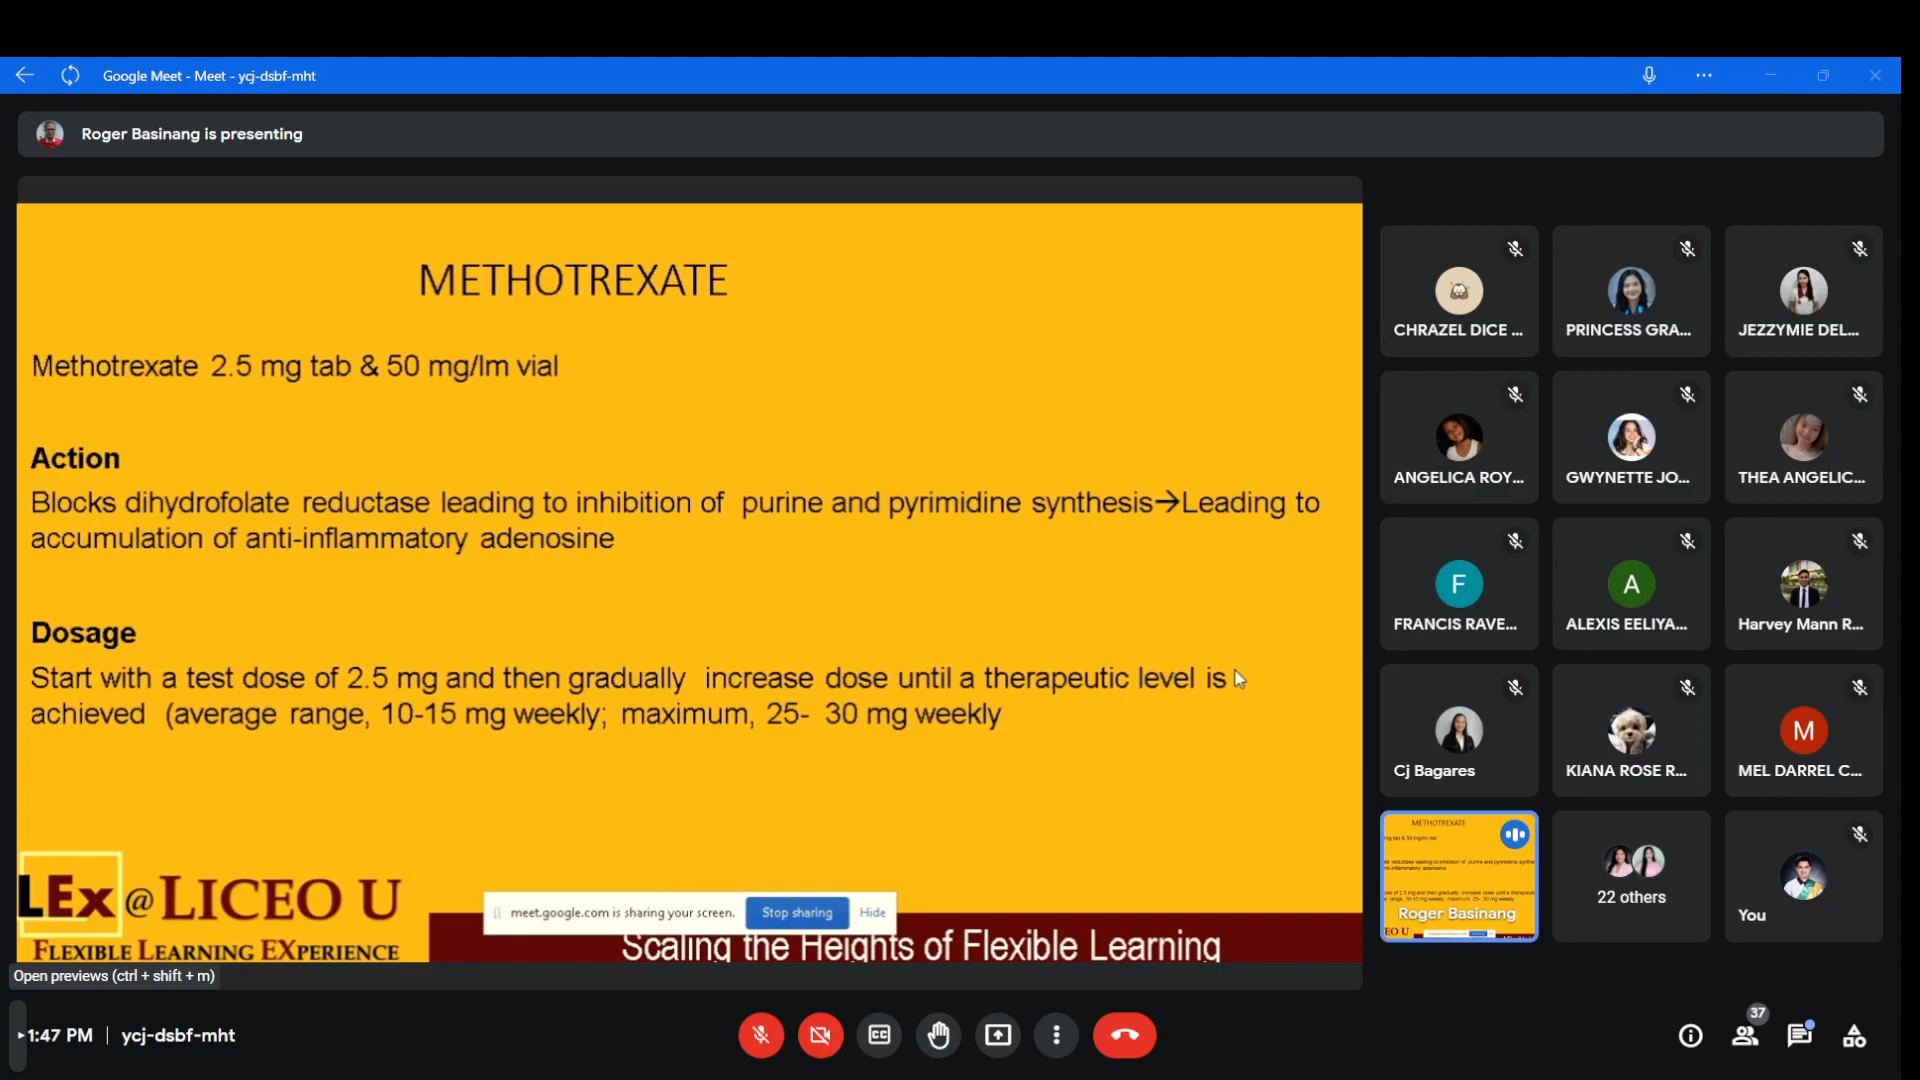 Google Meet - Meet - ycj-dsbf-mht
Roger Basinang is presenting
METHOTREXATE
Methotrexate 2.5 mg tab & 50 mg/lm vial
Action
Blocks dihydrofolate reductase leading to inhibition of purine and pyrimidine synthesis→Leading to
accumulation of anti-inflammatory adenosine
Dosage
Start with a test dose of 2.5 mg and then gradually increase dose until a therapeutic level is
achieved (average range, 10-15 mg weekly; maximum, 25- 30 mg weekly
LEx @ LICEO U
FLEXIBLE LEARNING EXPERIENCE
meet.google.com is sharing your screen.
Stop sharing
Hide
Scaling the Heights of Flexible Learning
Open previews (ctrl + shift + m)
CHRAZEL DICE ...
PRINCESS GRA...
JEZZYMIE DEL...
ANGELICA ROY...
GWYNETTE JO...
THEA ANGELIC...
F
FRANCIS RAVE...
A
ALEXIS EELIYA...
Harvey Mann R...
Cj Bagares
KIANA ROSE R...
M
MEL DARREL C...
METHOTREXATE
Roger Basinang
22 others
You
1:47 PM | ycj-dsbf-mht
CC
37